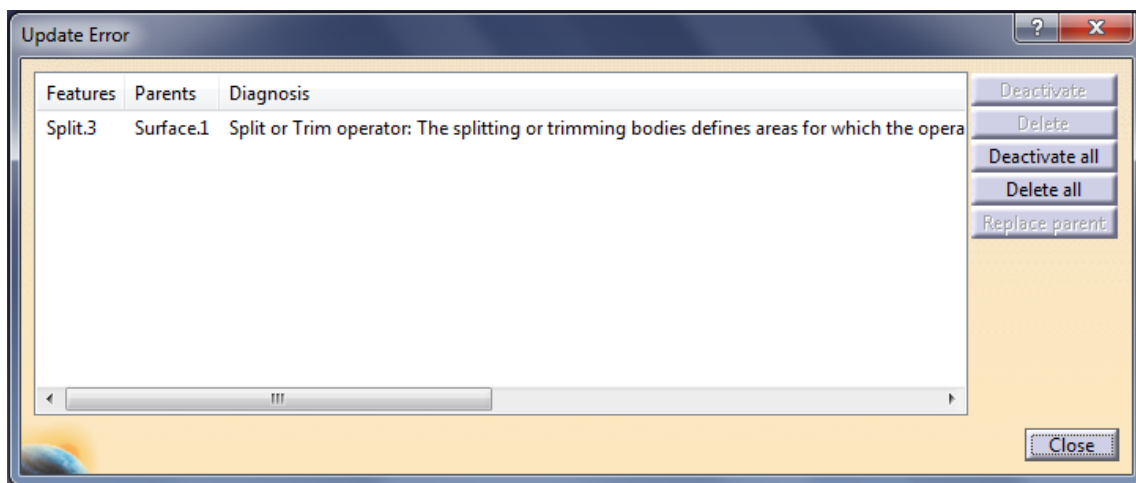 Update Error
Features Parents Diagnosis
Split.3 Surface.1 Split or Trim operator: The splitting or trimming bodies defines areas for which the opera
Deactivate
Delete
Deactivate all
Delete all
Replace parent
Close